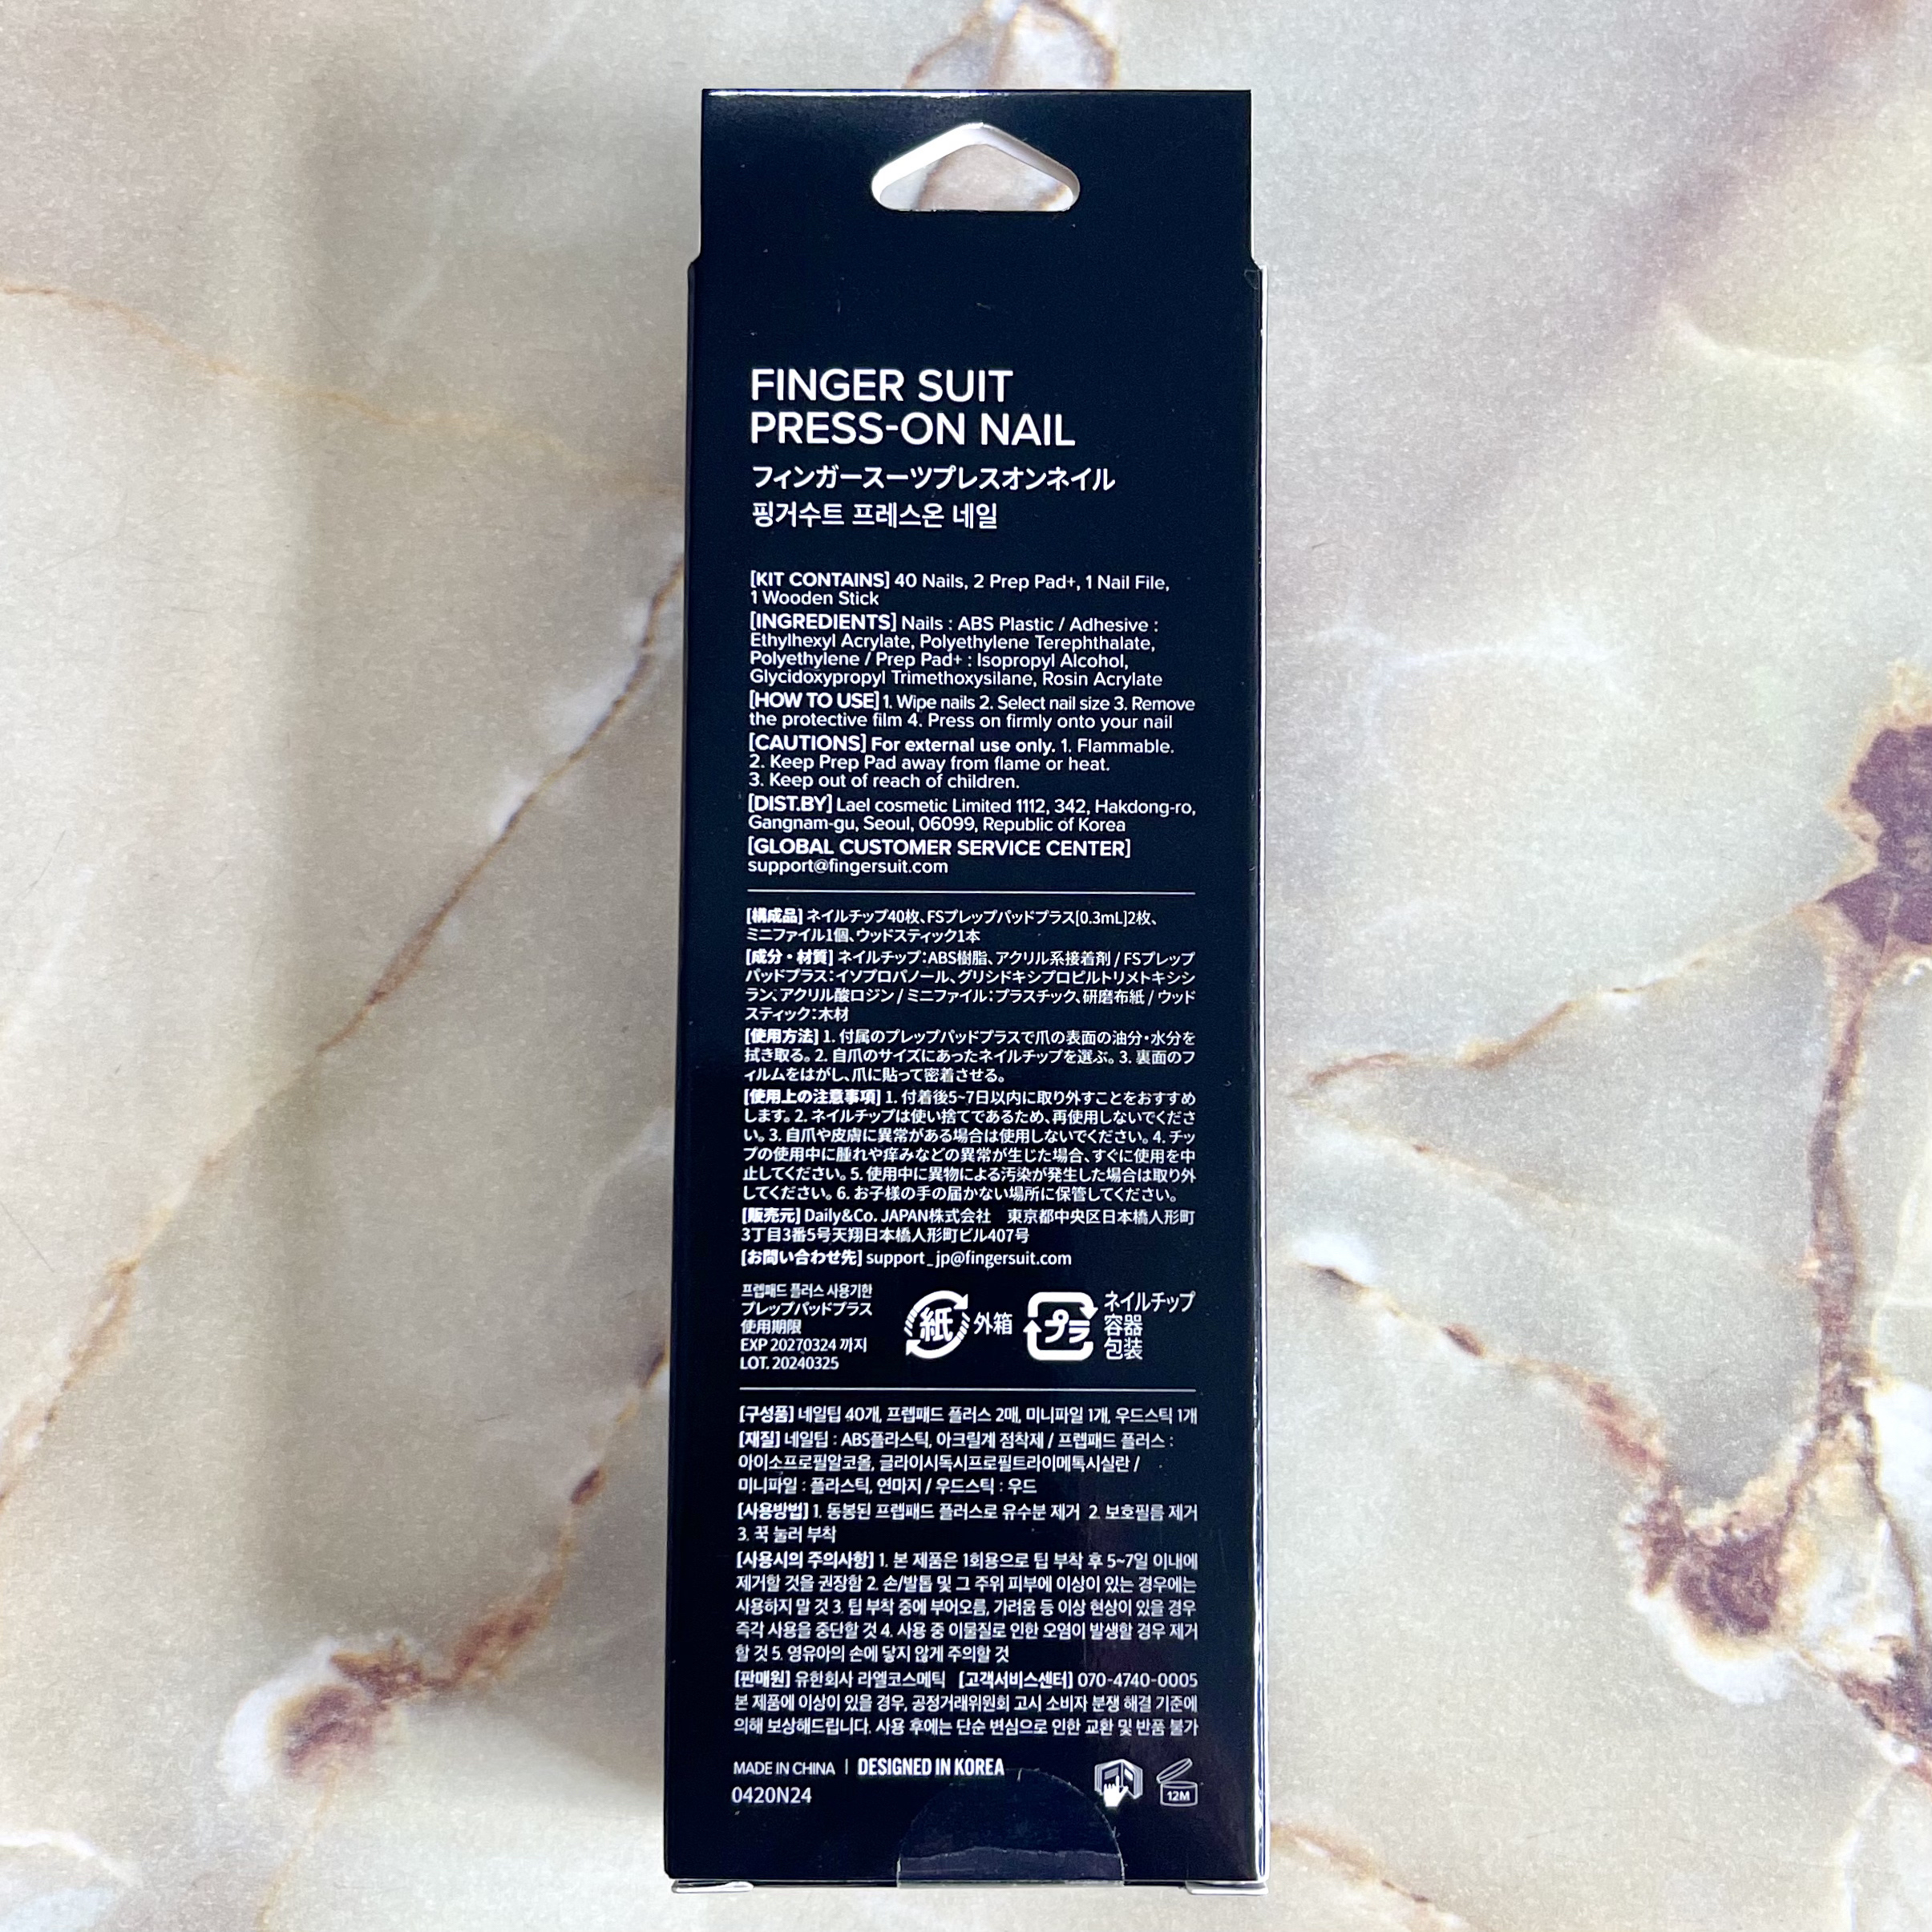 FINGER SUIT
PRESS-ON NAIL
フィンガースーツプレスオンネイル
핑거수트 프레스온 네일
[KIT CONTAINS] 40 Nails, 2 Prep Pad+, 1 Nail File,
1 Wooden Stick
[INGREDIENTS] Nails : ABS Plastic / Adhesive :
Ethylhexyl Acrylate, Polyethylene Terephthalate,
Polyethylene / Prep Pad+ : Isopropyl Alcohol,
Glycidoxypropyl Trimethoxysilane, Rosin Acrylate
[HOW TO USE] 1. Wipe nails 2. Select nail size 3. Remove
the protective film 4. Press on firmly onto your nail
[CAUTIONS] For external use only. 1. Flammable.
2. Keep Prep Pad away from flame or heat.
3. Keep out of reach of children.
[DIST.BY] Lael cosmetic Limited 1112, 342, Hakdong-ro,
Gangnam-gu, Seoul, 06099, Republic of Korea
[GLOBAL CUSTOMER SERVICE CENTER]
support@fingersuit.com
[構成品] ネイルチップ40枚、FSプレップパッドプラス[0.3mL]2枚、
ミニファイル1個、ウッドスティック1本
[成分・材質] ネイルチップ：ABS樹脂、アクリル系接着剤 / FSプレップ
パッドプラス：イソプロパノール、グリシドキシプロピルトリメトキシシ
ラン、アクリル酸ロジン / ミニファイル：プラスチック、研磨布紙 / ウッド
スティック：木材
[使用方法] 1. 付属のプレップパッドプラスで爪の表面の油分・水分を
拭き取る。2. 自爪のサイズにあったネイルチップを選ぶ。3. 裏面のフ
ィルムをはがし、爪に貼って密着させる。
[使用上の注意事項] 1. 付着後5~7日以内に取り外すことをおすすめ
します。2. ネイルチップは使い捨てであるため、再使用しないでくださ
い。3. 自爪や皮膚に異常がある場合は使用しないでください。4. チッ
プの使用中に腫れや痒みなどの異常が生じた場合、すぐに使用を中
止してください。5. 使用中に異物による汚染が発生した場合は取り外
してください。6. お子様の手の届かない場所に保管してください。
[販売元] Daily&Co. JAPAN株式会社　東京都中央区日本橋人形町
3丁目3番5号天翔日本橋人形町ビル407号
[お問い合わせ先] support_jp@fingersuit.com
프렙패드 플러스 사용기한
プレップパッドプラス
使用期限
EXP 20270324 까지
LOT. 20240325
紙 外箱
プラ ネイルチップ
容器
包装
[구성품] 네일팁 40개, 프렙패드 플러스 2매, 미니파일 1개, 우드스틱 1개
[재질] 네일팁 : ABS플라스틱, 아크릴계 점착제 / 프렙패드 플러스 :
아이소프로필알코올, 글라이시독시프로필트라이메톡시실란 /
미니파일 : 플라스틱, 연마지 / 우드스틱 : 우드
[사용방법] 1. 동봉된 프렙패드 플러스로 유수분 제거 2. 보호필름 제거
3. 꾹 눌러 부착
[사용시의 주의사항] 1. 본 제품은 1회용으로 팁 부착 후 5~7일 이내에
제거할 것을 권장함 2. 손/발톱 및 그 주위 피부에 이상이 있는 경우에는
사용하지 말 것 3. 팁 부착 중에 부어오름, 가려움 등 이상 현상이 있을 경우
즉각 사용을 중단할 것 4. 사용 중 이물질로 인한 오염이 발생할 경우 제거
할 것 5. 영유아의 손에 닿지 않게 주의할 것
[판매원] 유한회사 라엘코스메틱 [고객서비스센터] 070-4740-0005
본 제품에 이상이 있을 경우, 공정거래위원회 고시 소비자 분쟁 해결 기준에
의해 보상해드립니다. 사용 후에는 단순 변심으로 인한 교환 및 반품 불가
MADE IN CHINA | DESIGNED IN KOREA
0420N24
12M